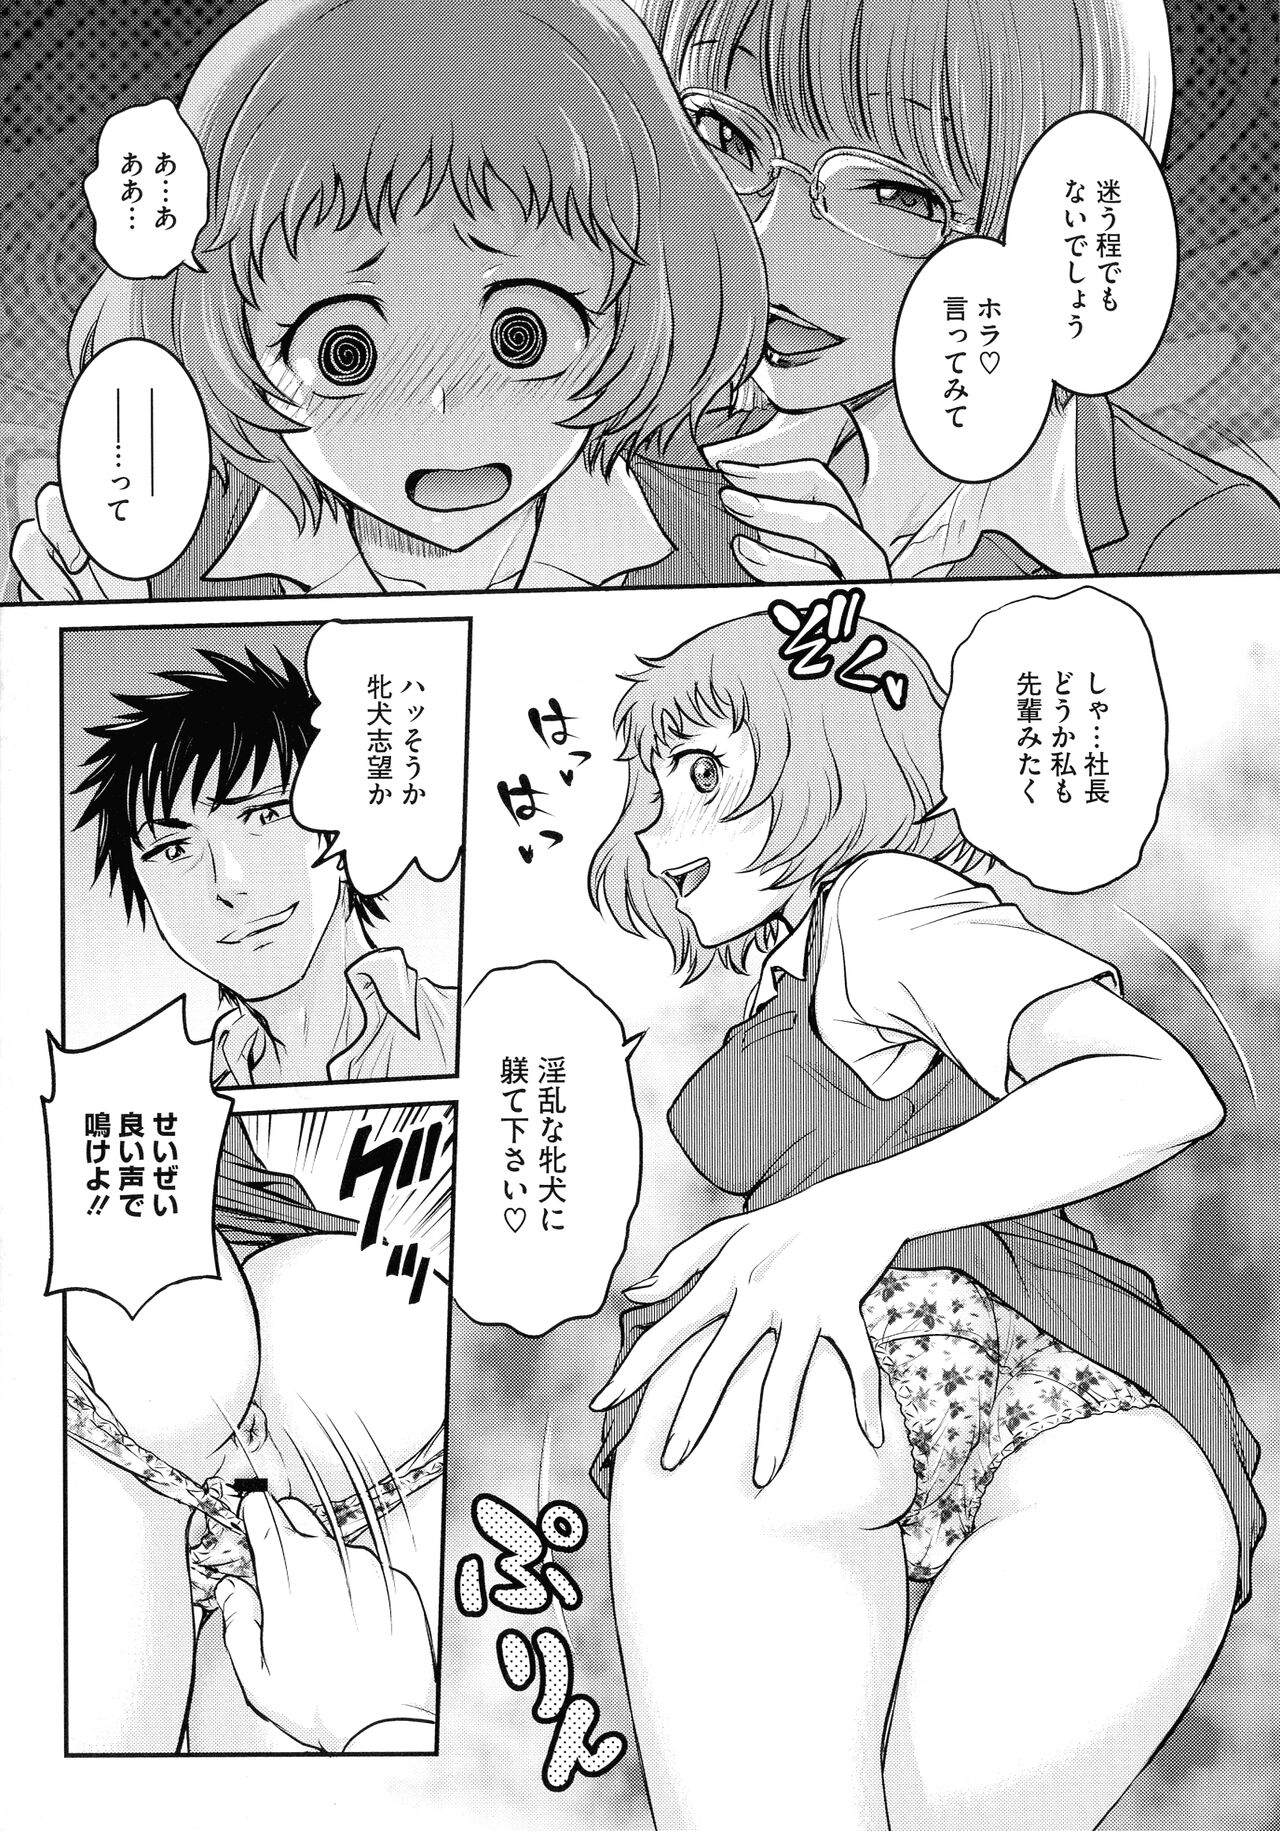 迷う程でも
ないでしょう
ホラ♡
言ってみて
あ…あ
ああ…
――――
――…って
しゃ…社長
どうか私も
先輩みたく
ぞくっ
はっ
はっ
淫乱な牝犬に
躾て下さい♡
ぷりん
ハッそうか
牝犬志望か
せいぜい
良い声で
鳴けよ!!
グッ